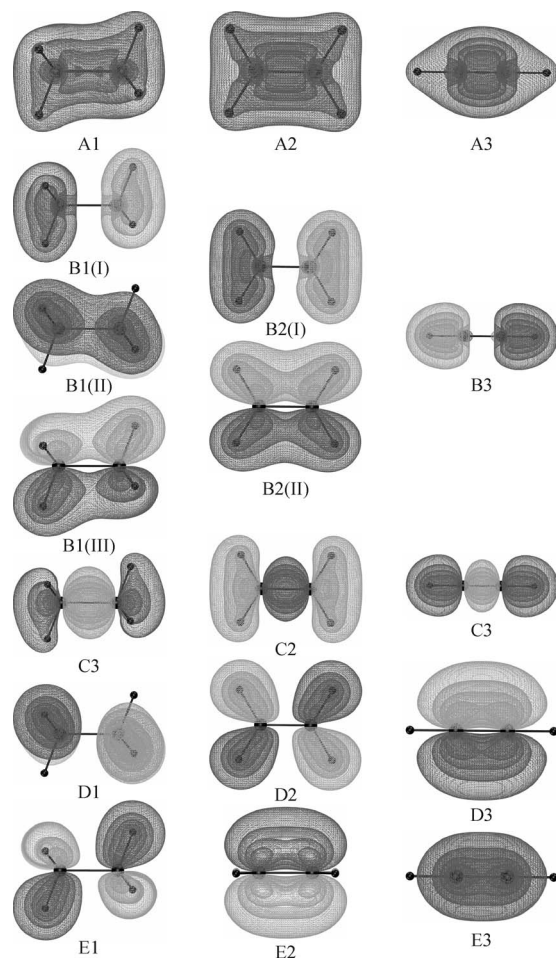 A1 A2 A3
B1(I)
B2(I)
B1(II)
B3
B2(II)
B1(III)
C3 C2 C3
D1 D2 D3
E1 E2 E3